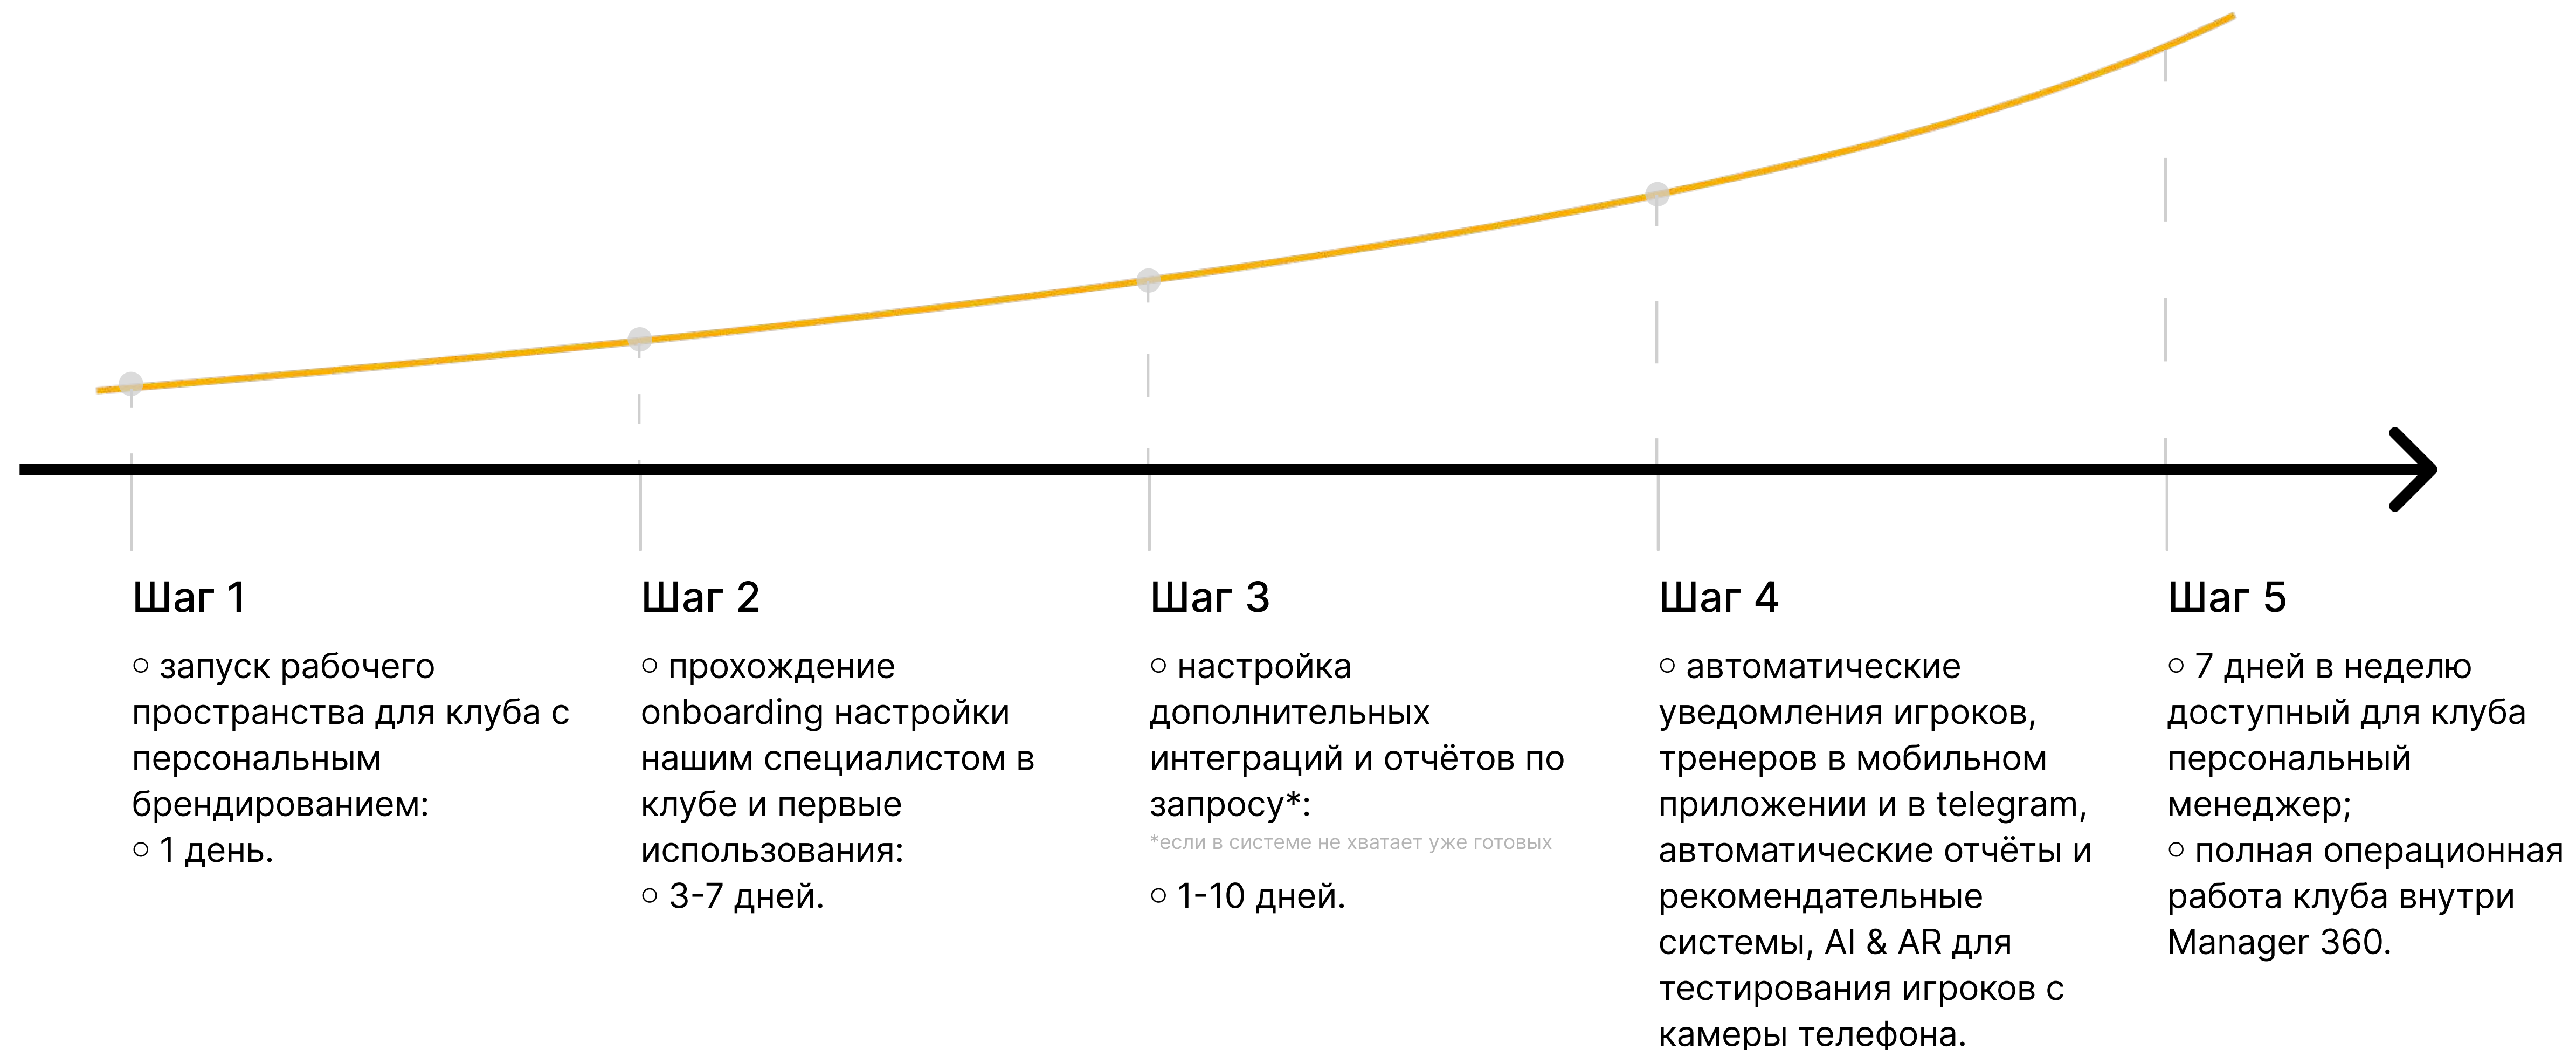 Шаг 1
○ запуск рабочего
пространства для клуба с
персональным
брендированием:
○ 1 день.
Шаг 2
○ прохождение
onboarding настройки
нашим специалистом в
клубе и первые
использования:
○ 3-7 дней.
Шаг 3
○ настройка
дополнительных
интеграций и отчётов по
запросу*:
*если в системе не хватает уже готовых
○ 1-10 дней.
Шаг 4
○ автоматические
уведомления игроков,
тренеров в мобильном
приложении и в telegram,
автоматические отчёты и
рекомендательные
системы, AI & AR для
тестирования игроков с
камеры телефона.
Шаг 5
○ 7 дней в неделю
доступный для клуба
персональный
менеджер;
○ полная операционная
работа клуба внутри
Manager 360.